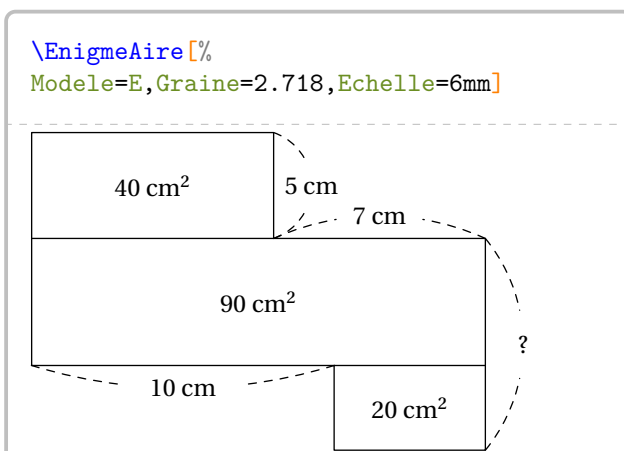 \EnigmeAire[%
Modele=E,Graine=2.718,Echelle=6mm]
40 cm²
5 cm
7 cm
90 cm²
?
10 cm
20 cm²